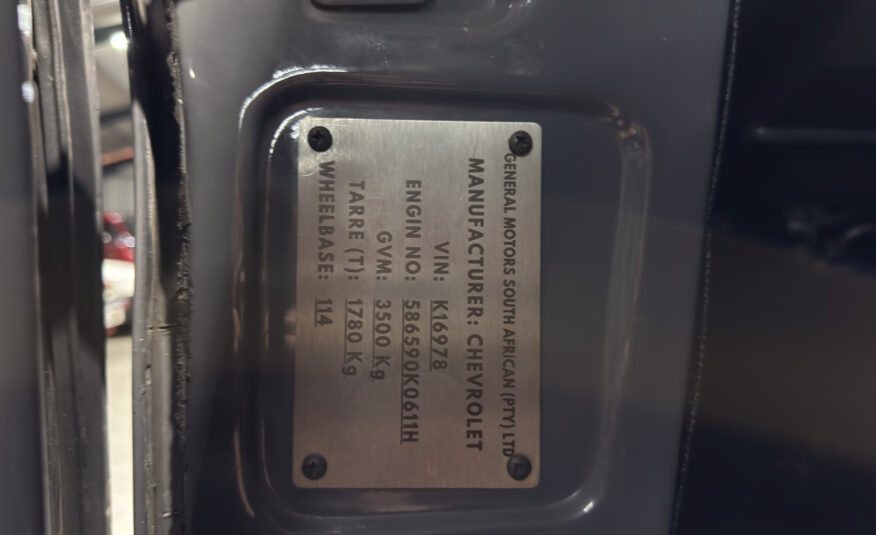 GENERAL MOTORS SOUTH AFRICAN (PTY) LTD
MANUFACTURER: CHEVROLET
VIN: K16978
ENGIN NO: 586590K0611H
GVM: 3500 Kg
TARRE (T): 1780 Kg
WHEELBASE: 114